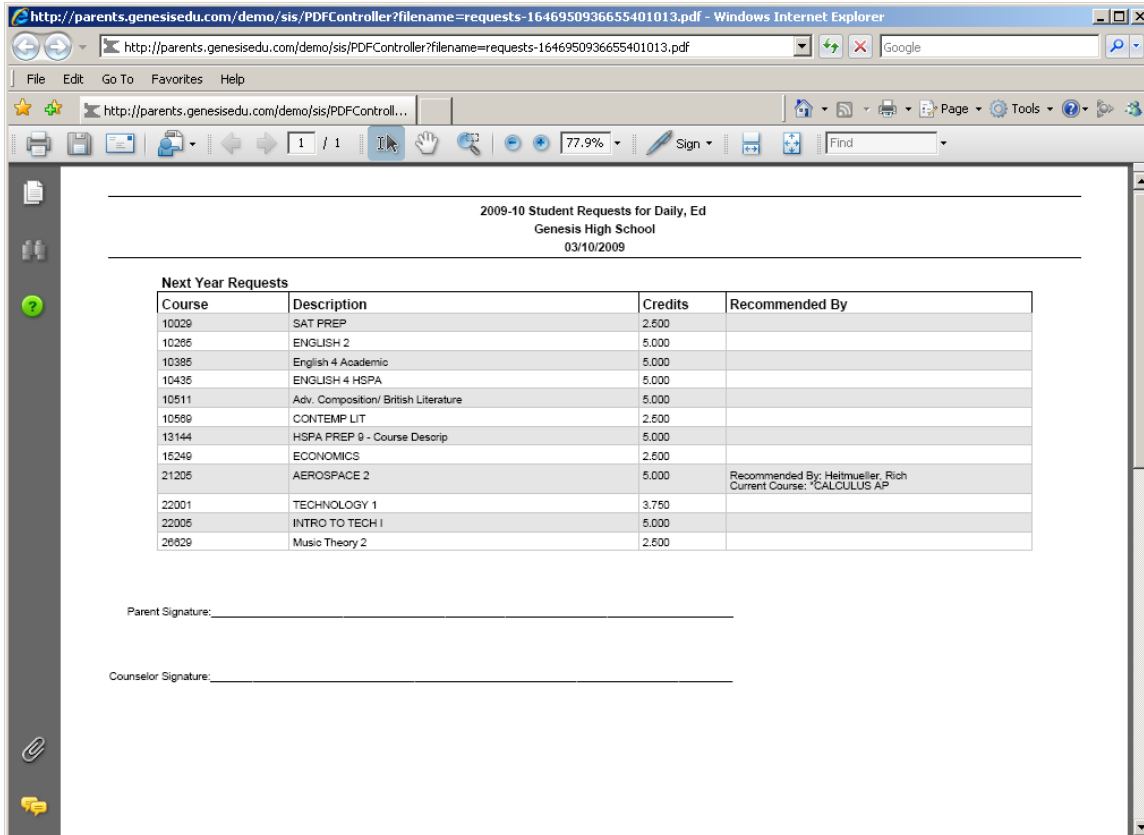 http://parents.genesisedu.com/demo/sis/PDFController?filename=requests-1646950936655401013.pdf - Windows Internet Explorer
http://parents.genesisedu.com/demo/sis/PDFController?filename=requests-1646950936655401013.pdf Google
File Edit Go To Favorites Help
http://parents.genesisedu.com/demo/sis/PDFControll... Page Tools
1 / 1 77.9% Sign Find
2009-10 Student Requests for Daily, Ed
Genesis High School
03/10/2009
Next Year Requests
Course Description Credits Recommended By
10029 SAT PREP 2.500
10265 ENGLISH 2 5.000
10385 English 4 Academic 5.000
10435 ENGLISH 4 HSPA 5.000
10511 Adv. Composition/ British Literature 5.000
10569 CONTEMP LIT 2.500
13144 HSPA PREP 9 - Course Descrip 5.000
15249 ECONOMICS 2.500
21205 AEROSPACE 2 5.000 Recommended By: Heitmueller, Rich
Current Course: *CALCULUS AP
22001 TECHNOLOGY 1 3.750
22005 INTRO TO TECH I 5.000
26629 Music Theory 2 2.500
Parent Signature:
Counselor Signature: